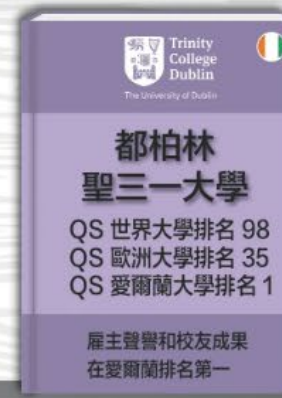 Trinity
College
Dublin
The University of Dublin
都柏林
聖三一大學
QS 世界大學排名 98
QS 歐洲大學排名 35
QS 愛爾蘭大學排名 1
雇主聲譽和校友成果
在愛爾蘭排名第一